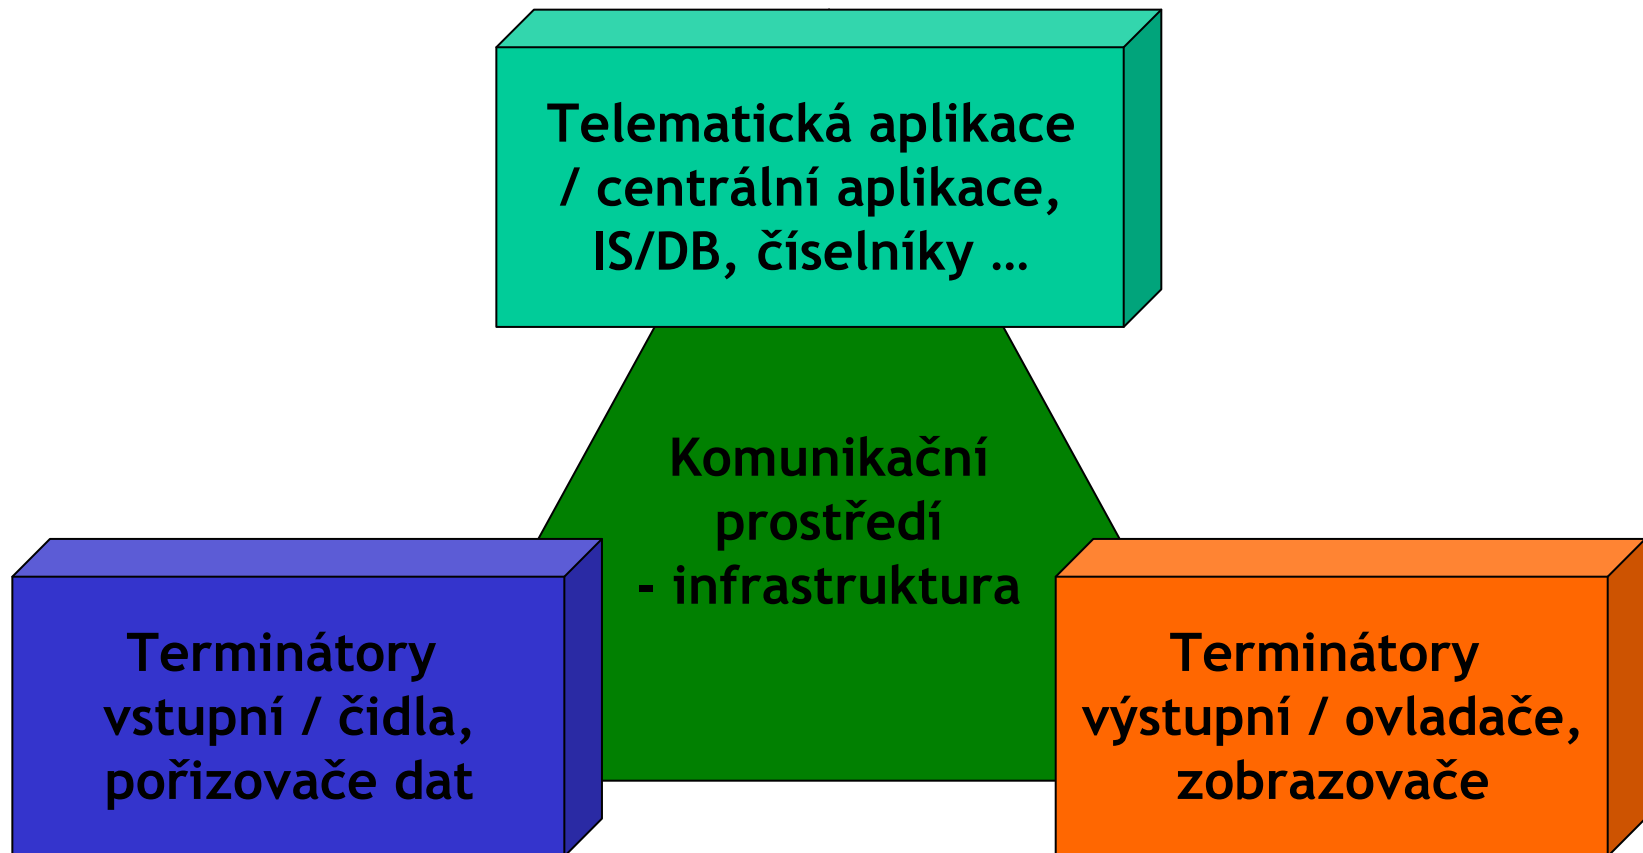 Telematická aplikace
/ centrální aplikace,
IS/DB, číselníky …
Komunikační
prostředí
- infrastruktura
Terminátory
vstupní / čidla,
pořizovače dat
Terminátory
výstupní / ovladače,
zobrazovače